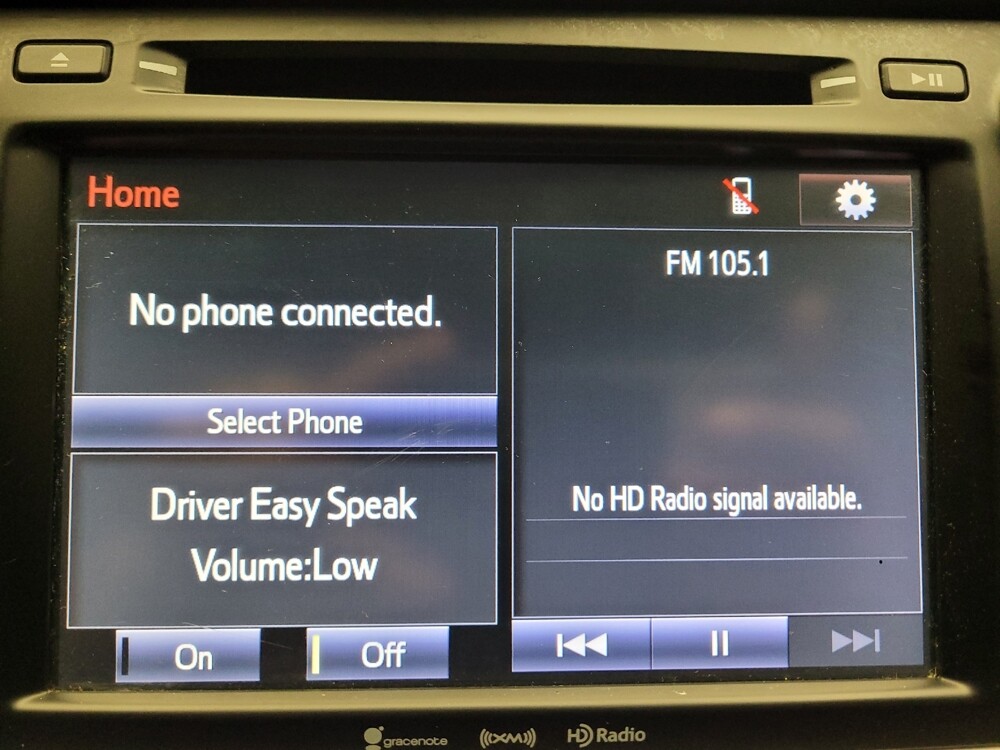 Home
No phone connected.
Select Phone
Driver Easy Speak
Volume:Low
On
Off
FM 105.1
No HD Radio signal available.
gracenote
((XM))
HD Radio